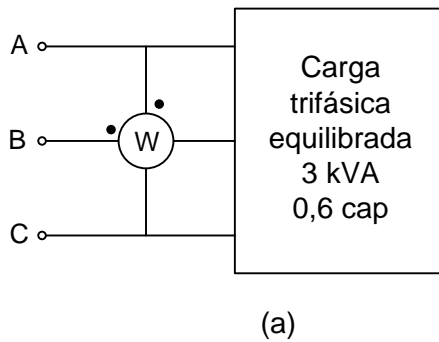 A
B
C
W
Carga
trifásica
equilibrada
3 kVA
0,6 cap
(a)